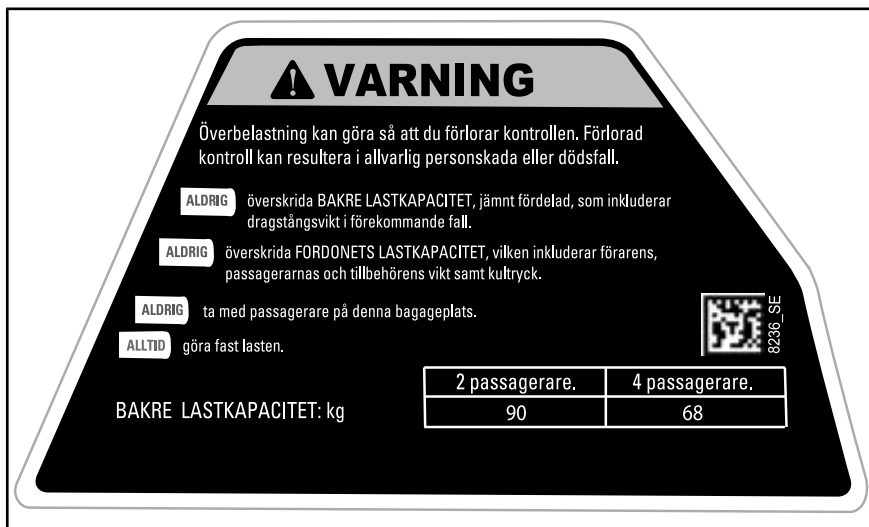 VARNING
Överbelastning kan göra så att du förlorar kontrollen. Förlorad
kontroll kan resultera i allvarlig personskada eller dödsfall.
ALDRIG överskrida BAKRE LASTKAPACITET, jämnt fördelad, som inkluderar
dragstångsvikt i förekommande fall.
ALDRIG överskrida FORDONETS LASTKAPACITET, vilken inkluderar förarens,
passagerarnas och tillbehörens vikt samt kultryck.
ALDRIG ta med passagerare på denna bagageplats.
ALLTID göra fast lasten.
8236_SE
2 passagerare. 4 passagerare.
BAKRE LASTKAPACITET: kg 90 68